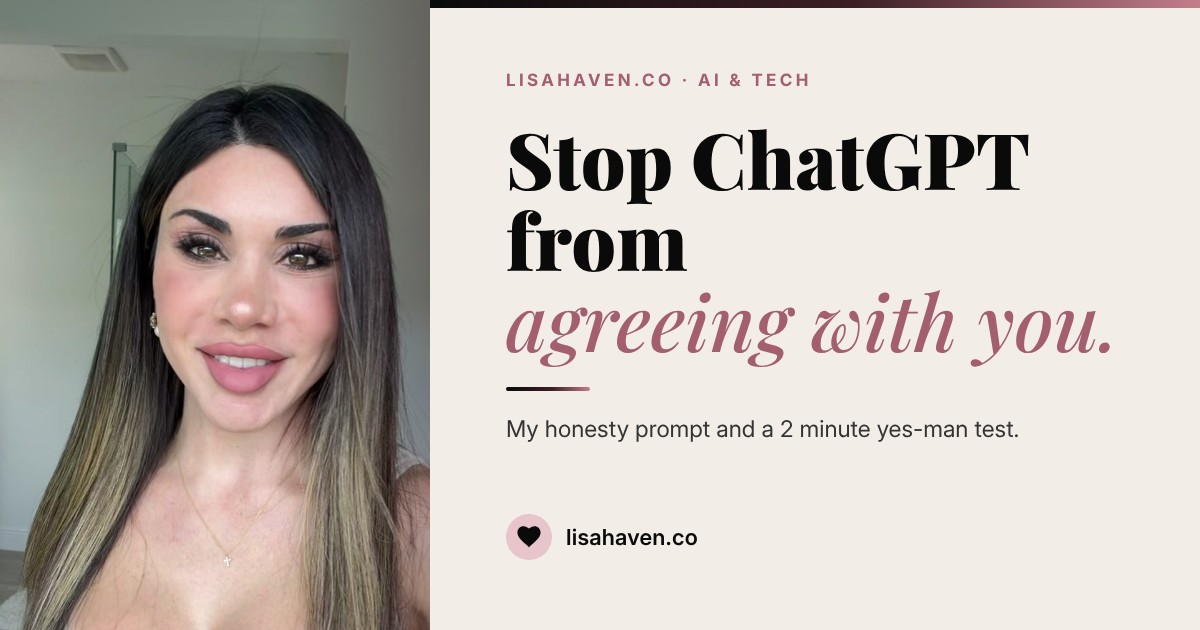 LISAHAVEN.CO · AI & TECH
Stop ChatGPT
from
agreeing with you.
My honesty prompt and a 2 minute yes-man test.
lisahaven.co